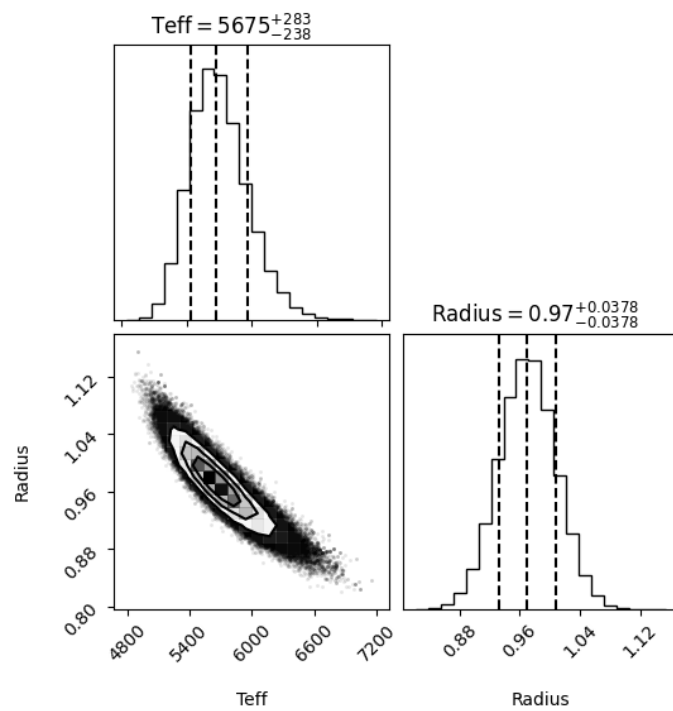 Teff = 5675 +283 −238
Radius = 0.97 +0.0378 −0.0378
Radius
1.12
1.04
0.96
0.88
0.80
4800 5400 6000 6600 7200
0.88 0.96 1.04 1.12
Teff Radius